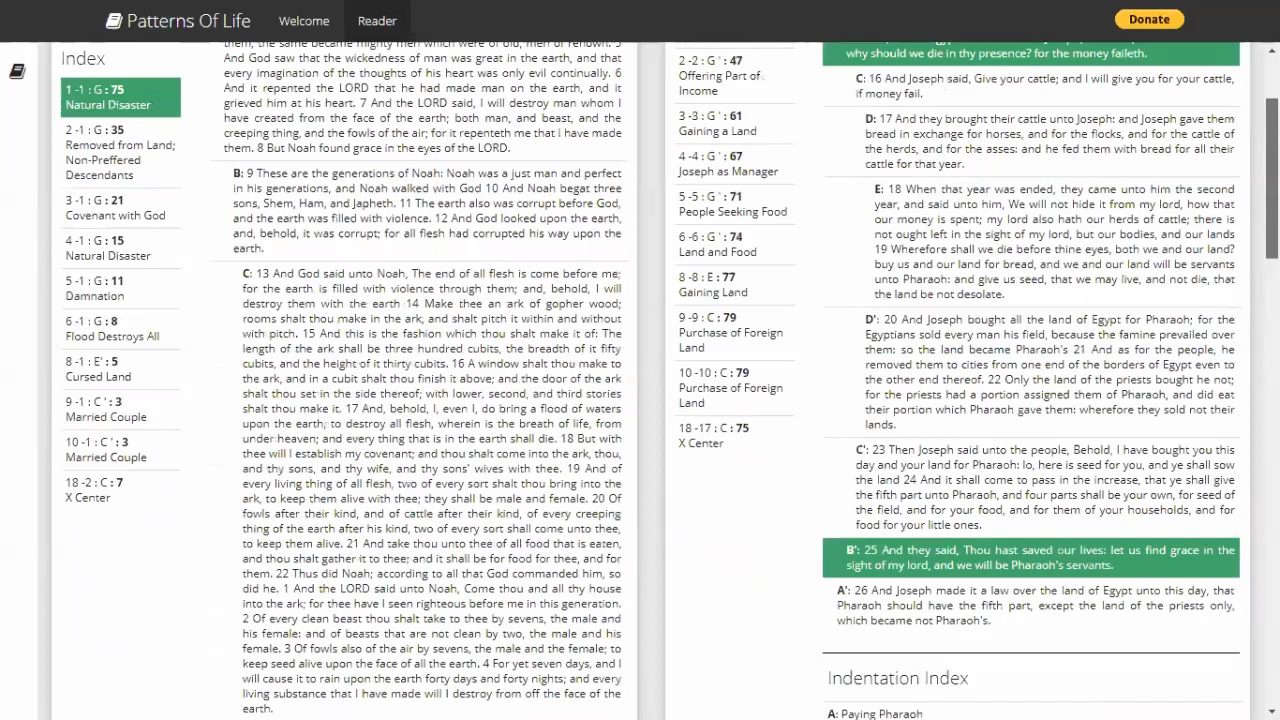 Patterns Of Life
Welcome
Reader
Donate
Index
1 -1 : G : 75
Natural Disaster
2 -1 : G : 35
Removed from Land;
Non-Preffered
Descendants
3 -1 : G : 21
Covenant with God
4 -1 : G : 15
Natural Disaster
5 -1 : G : 11
Damnation
6 -1 : G : 8
Flood Destroys All
8 -1 : E' : 5
Cursed Land
9 -1 : C ' : 3
Married Couple
10 -1 : C ' : 3
Married Couple
18 -2 : C : 7
X Center
them, the same became mighty men which were of old, men of renown. 5
And God saw that the wickedness of man was great in the earth, and that
every imagination of the thoughts of his heart was only evil continually. 6
And it repented the LORD that he had made man on the earth, and it
grieved him at his heart. 7 And the LORD said, I will destroy man whom I
have created from the face of the earth; both man, and beast, and the
creeping thing, and the fowls of the air; for it repenteth me that I have made
them. 8 But Noah found grace in the eyes of the LORD.
B: 9 These are the generations of Noah: Noah was a just man and perfect
in his generations, and Noah walked with God 10 And Noah begat three
sons, Shem, Ham, and Japheth. 11 The earth also was corrupt before God,
and the earth was filled with violence. 12 And God looked upon the earth,
and, behold, it was corrupt; for all flesh had corrupted his way upon the
earth.
C: 13 And God said unto Noah, The end of all flesh is come before me;
for the earth is filled with violence through them; and, behold, I will
destroy them with the earth 14 Make thee an ark of gopher wood;
rooms shalt thou make in the ark, and shalt pitch it within and without
with pitch. 15 And this is the fashion which thou shalt make it of: The
length of the ark shall be three hundred cubits, the breadth of it fifty
cubits, and the height of it thirty cubits. 16 A window shalt thou make to
the ark, and in a cubit shalt thou finish it above; and the door of the ark
shalt thou set in the side thereof; with lower, second, and third stories
shalt thou make it. 17 And, behold, I, even I, do bring a flood of waters
upon the earth, to destroy all flesh, wherein is the breath of life, from
under heaven; and every thing that is in the earth shall die. 18 But with
thee will I establish my covenant; and thou shalt come into the ark, thou,
and thy sons, and thy wife, and thy sons' wives with thee. 19 And of
every living thing of all flesh, two of every sort shalt thou bring into the
ark, to keep them alive with thee; they shall be male and female. 20 Of
fowls after their kind, and of cattle after their kind, of every creeping
thing of the earth after his kind, two of every sort shall come unto thee,
to keep them alive. 21 And take thou unto thee of all food that is eaten,
and thou shalt gather it to thee; and it shall be for food for thee, and for
them. 22 Thus did Noah; according to all that God commanded him, so
did he. 1 And the LORD said unto Noah, Come thou and all thy house
into the ark; for thee have I seen righteous before me in this generation.
2 Of every clean beast thou shalt take to thee by sevens, the male and
his female: and of beasts that are not clean by two, the male and his
female. 3 Of fowls also of the air by sevens, the male and the female; to
keep seed alive upon the face of all the earth. 4 For yet seven days, and I
will cause it to rain upon the earth forty days and forty nights; and every
living substance that I have made will I destroy from off the face of the
earth.
2 -2 : G ' : 47
Offering Part of
Income
3 -3 : G ' : 61
Gaining a Land
4 -4 : G ' : 67
Joseph as Manager
5 -5 : G ' : 71
People Seeking Food
6 -6 : G ' : 74
Land and Food
8 -8 : E : 77
Gaining Land
9 -9 : C : 79
Purchase of Foreign
Land
10 -10 : C : 79
Purchase of Foreign
Land
18 -17 : C : 75
X Center
why should we die in thy presence? for the money faileth.
C: 16 And Joseph said, Give your cattle; and I will give you for your cattle,
if money fail.
D: 17 And they brought their cattle unto Joseph: and Joseph gave them
bread in exchange for horses, and for the flocks, and for the cattle of
the herds, and for the asses: and he fed them with bread for all their
cattle for that year.
E: 18 When that year was ended, they came unto him the second
year, and said unto him, We will not hide it from my lord, how that
our money is spent; my lord also hath our herds of cattle; there is
not ought left in the sight of my lord, but our bodies, and our lands
19 Wherefore shall we die before thine eyes, both we and our land?
buy us and our land for bread, and we and our land will be servants
unto Pharaoh: and give us seed, that we may live, and not die, that
the land be not desolate.
D': 20 And Joseph bought all the land of Egypt for Pharaoh; for the
Egyptians sold every man his field, because the famine prevailed over
them: so the land became Pharaoh's 21 And as for the people, he
removed them to cities from one end of the borders of Egypt even to
the other end thereof. 22 Only the land of the priests bought he not;
for the priests had a portion assigned them of Pharaoh, and did eat
their portion which Pharaoh gave them: wherefore they sold not their
lands.
C': 23 Then Joseph said unto the people, Behold, I have bought you this
day and your land for Pharaoh: lo, here is seed for you, and ye shall sow
the land 24 And it shall come to pass in the increase, that ye shall give
the fifth part unto Pharaoh, and four parts shall be your own, for seed of
the field, and for your food, and for them of your households, and for
food for your little ones.
B': 25 And they said, Thou hast saved our lives: let us find grace in the
sight of my lord, and we will be Pharaoh's servants.
A': 26 And Joseph made it a law over the land of Egypt unto this day, that
Pharaoh should have the fifth part, except the land of the priests only,
which became not Pharaoh's.
Indentation Index
A: Paying Pharaoh